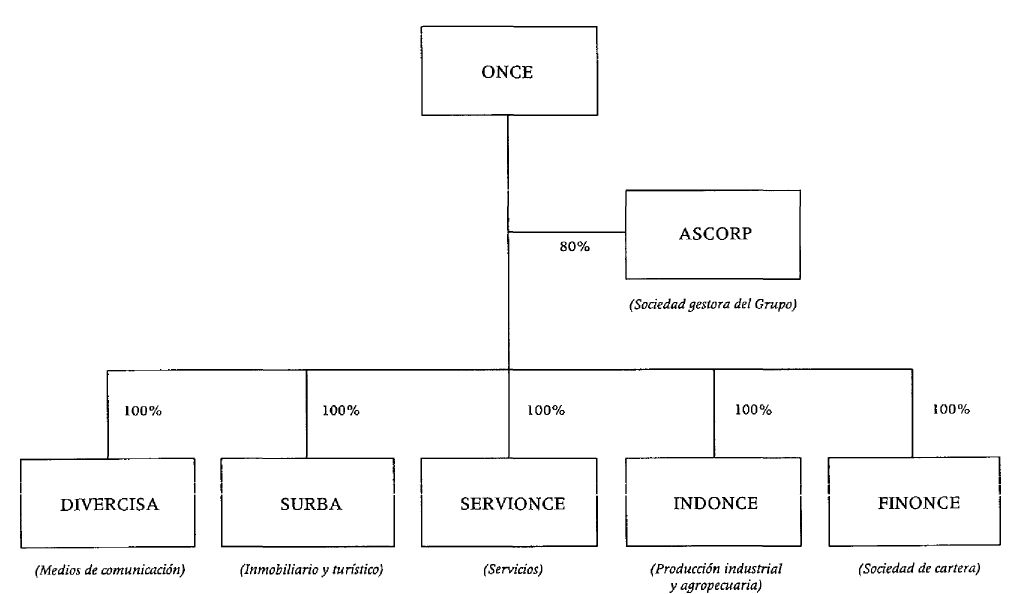 ONCE
80%
ASCORP
(Sociedad gestora del Grupo)
100%
100%
100%
100%
100%
DIVERCISA
SURBA
SERVIONCE
INDONCE
FINONCE
(Medios de comunicación)
(Inmobiliario y turístico)
(Servicios)
(Producción industrial
y agropecuaria)
(Sociedad de cartera)